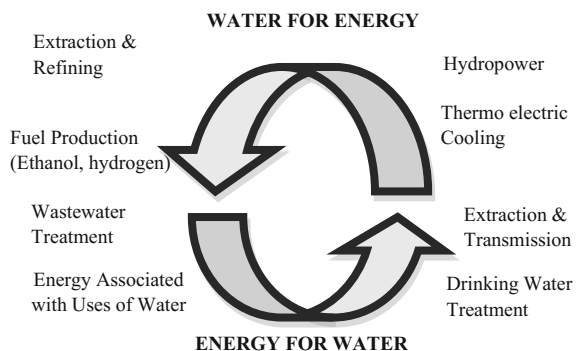 WATER FOR ENERGY
Extraction &
Refining
Hydropower
Thermo electric
Cooling
Fuel Production
(Ethanol, hydrogen)
Wastewater
Treatment
Extraction &
Transmission
Energy Associated
with Uses of Water
Drinking Water
Treatment
ENERGY FOR WATER